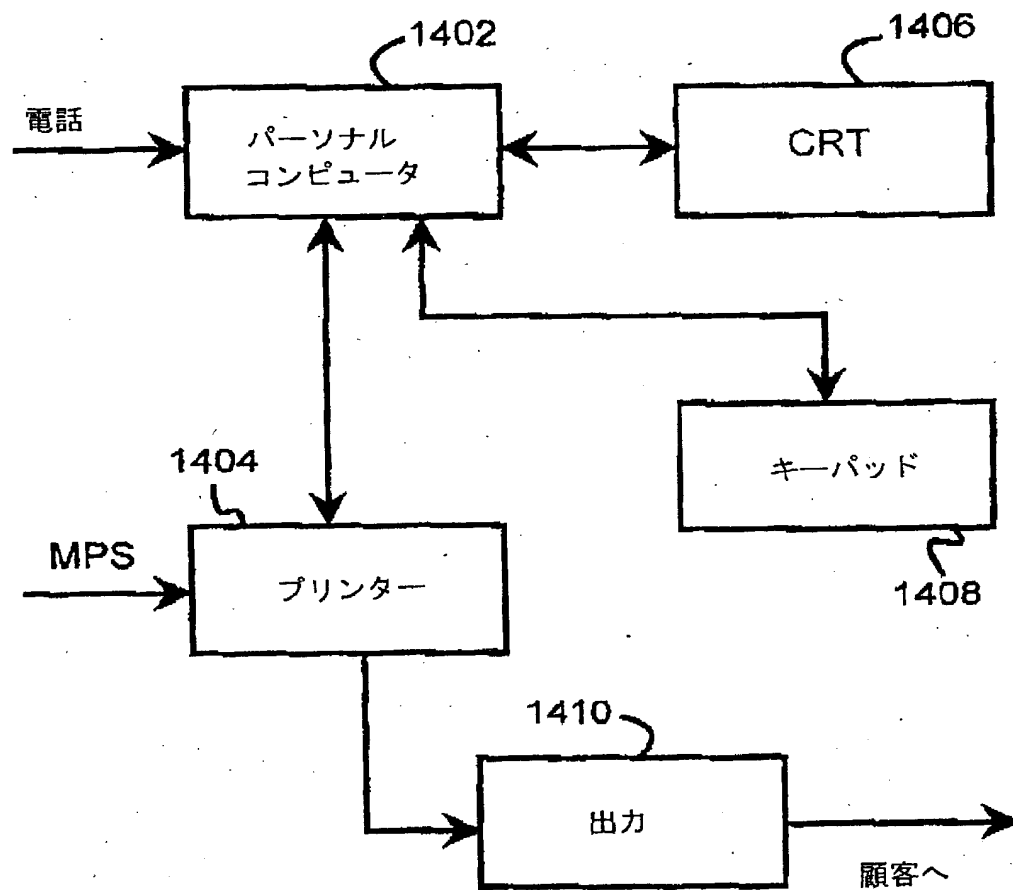 1402
1406
電話
パーソナル
コンピュータ
CRT
1404
キーパッド
MPS
プリンター
1408
1410
出力
顧客へ